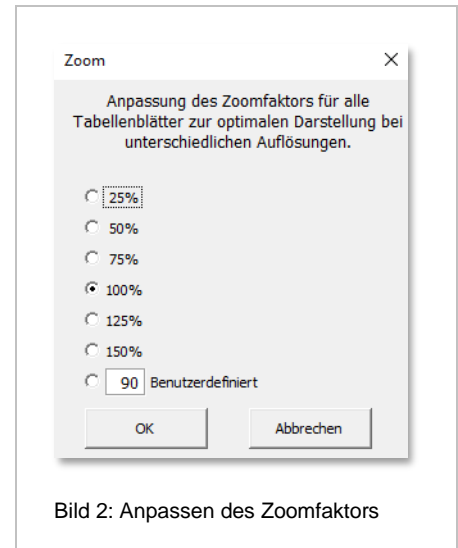 Zoom
Anpassung des Zoomfaktors für alle
Tabellenblätter zur optimalen Darstellung bei
unterschiedlichen Auflösungen.
25%
50%
75%
100%
125%
150%
90 Benutzerdefiniert
OK Abbrechen
Bild 2: Anpassen des Zoomfaktors